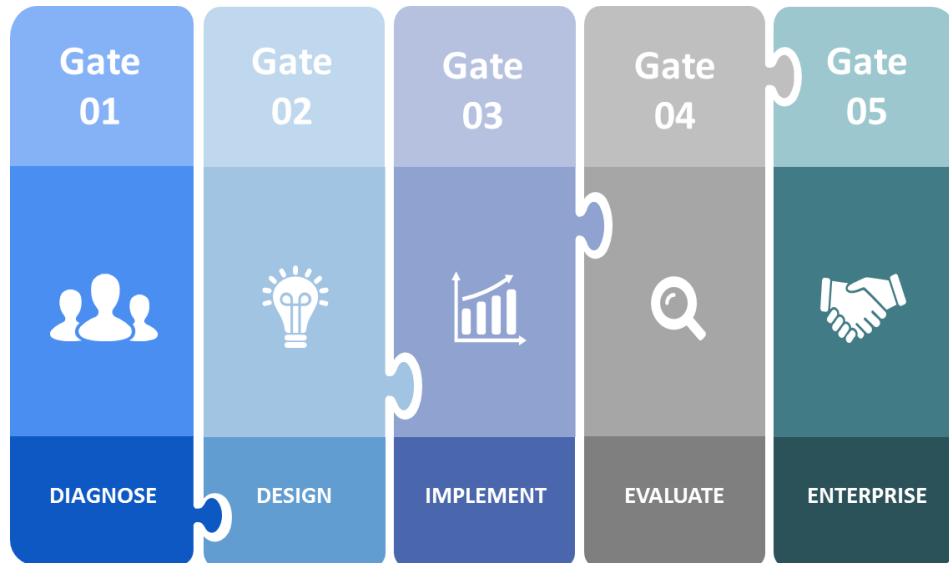 Gate
01
Gate
02
Gate
03
Gate
04
Gate
05
DIAGNOSE
DESIGN
IMPLEMENT
EVALUATE
ENTERPRISE